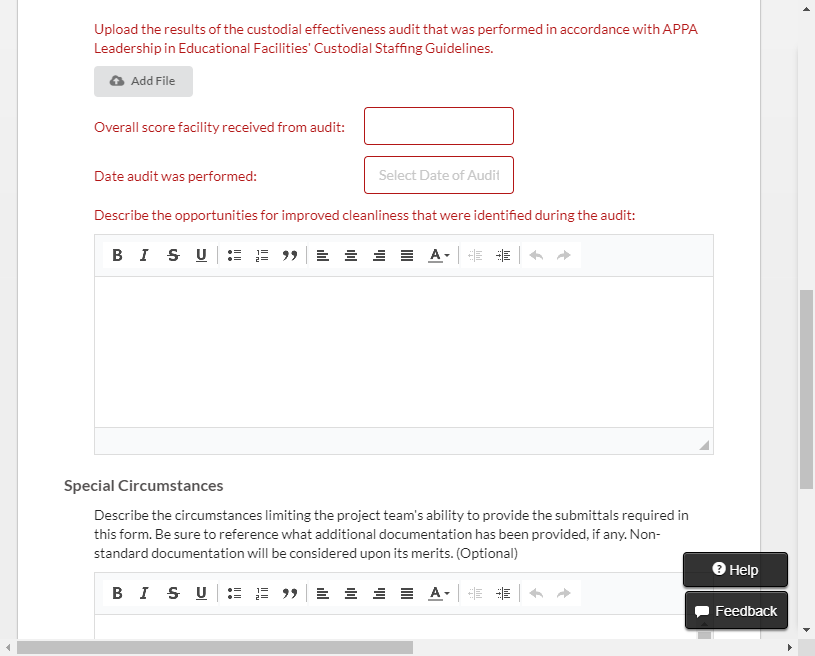 Upload the results of the custodial effectiveness audit that was performed in accordance with APPA
Leadership in Educational Facilities' Custodial Staffing Guidelines.
Add File
Overall score facility received from audit:
Date audit was performed:
Select Date of Audit
Describe the opportunities for improved cleanliness that were identified during the audit:
B I S U A
Special Circumstances
Describe the circumstances limiting the project team's ability to provide the submittals required in
this form. Be sure to reference what additional documentation has been provided, if any. Non-
standard documentation will be considered upon its merits. (Optional)
Help
B I S U A
Feedback